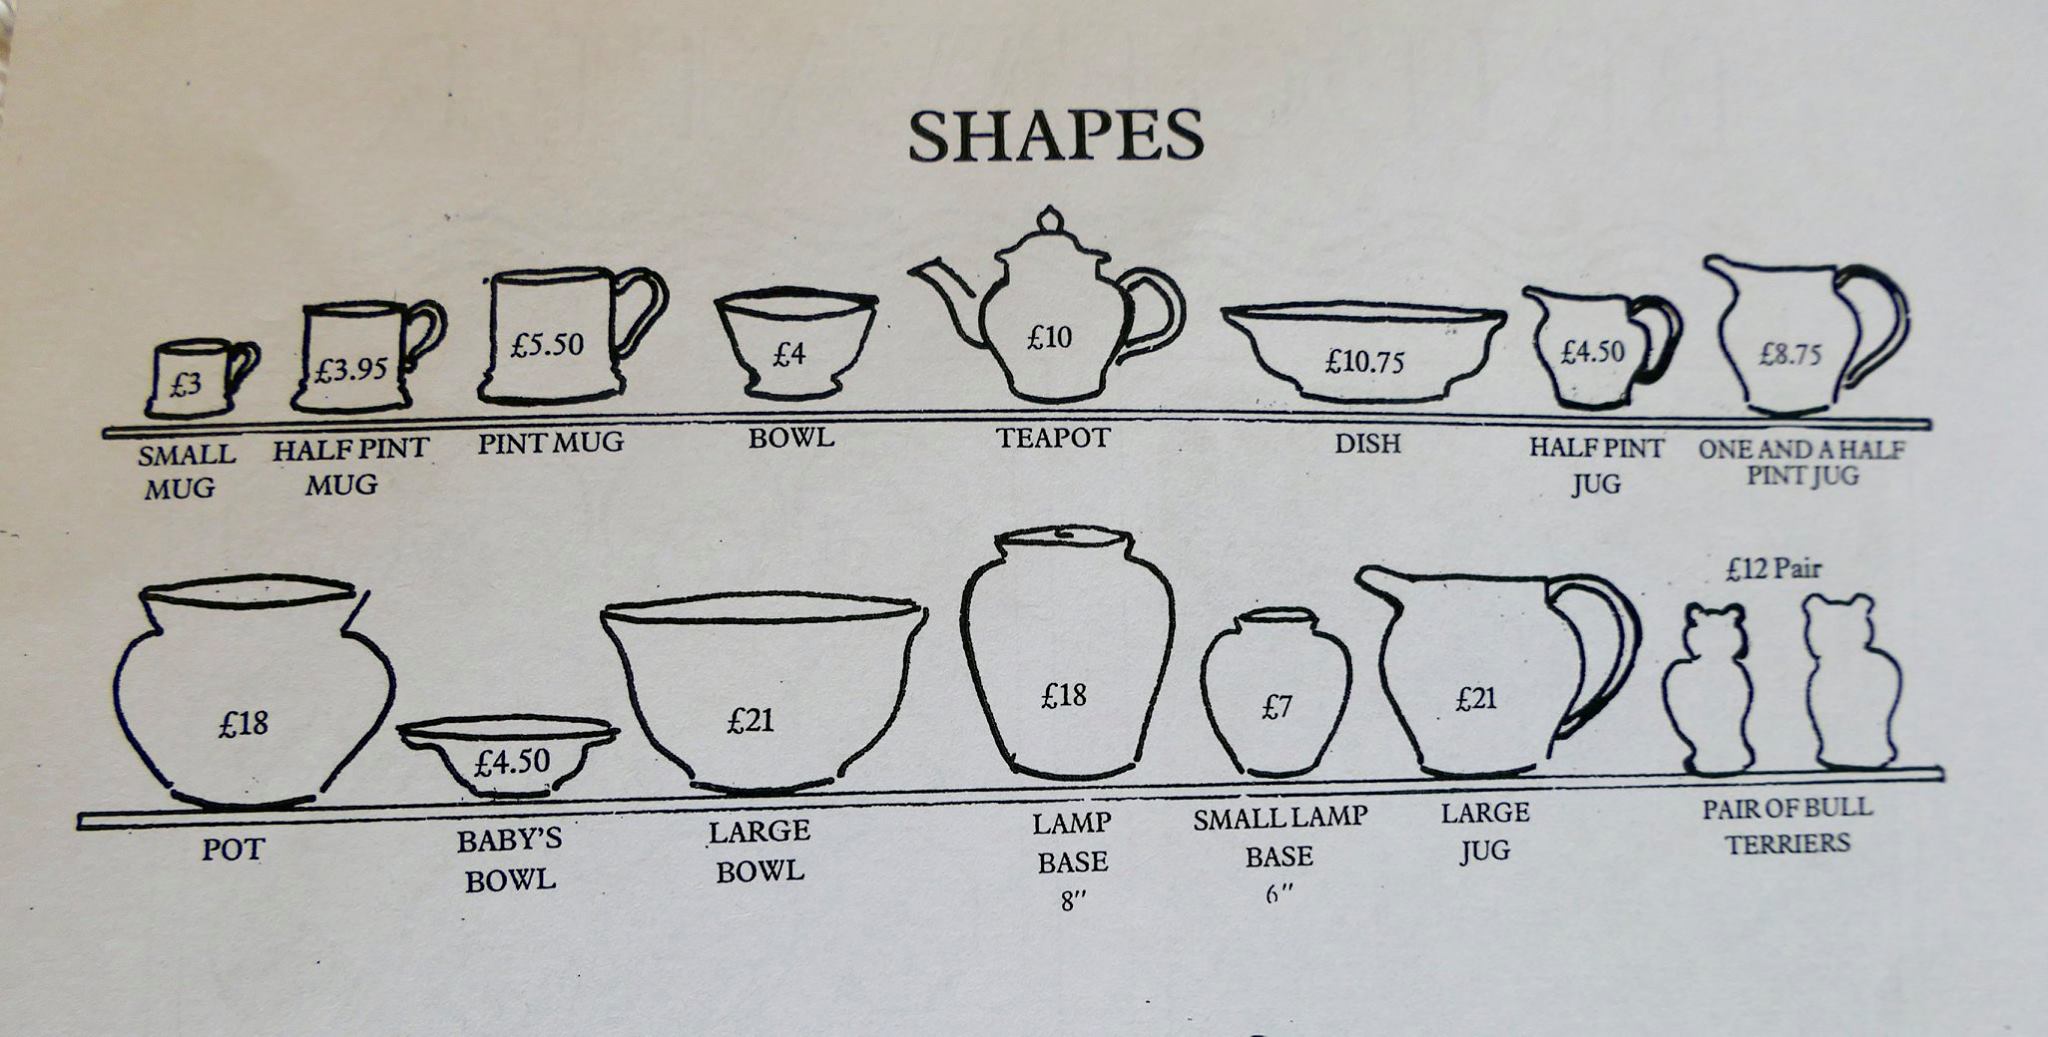 SHAPES
£3
£3.95
£5.50
£4
£10
£10.75
£4.50
£8.75
SMALL
MUG
HALF PINT
MUG
PINT MUG
BOWL
TEAPOT
DISH
HALF PINT
JUG
ONE AND A HALF
PINT JUG
£12 Pair
£18
£4.50
£21
£18
£7
£21
POT
BABY'S
BOWL
LARGE
BOWL
LAMP
BASE
8"
SMALL LAMP
BASE
6"
LARGE
JUG
PAIR OF BULL
TERRIERS